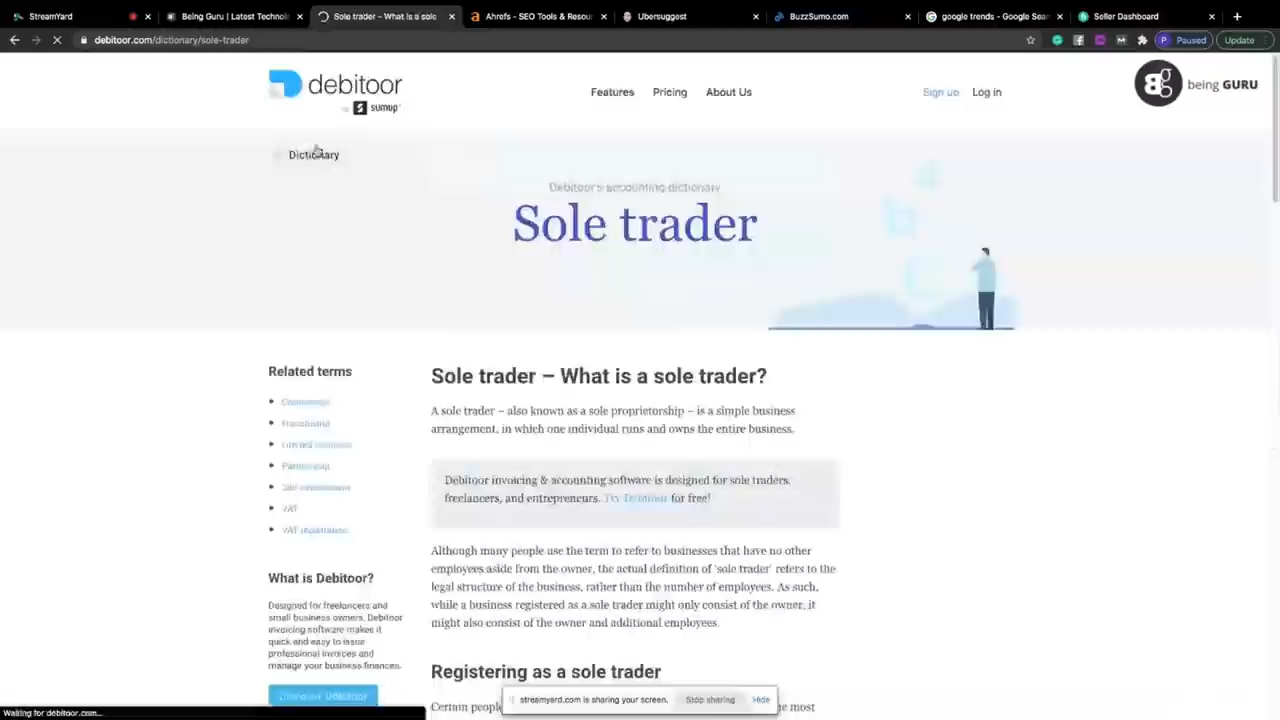 StreamYard
Being Guru | Latest Technol
Sole trader – What is a sole
Ahrefs - SEO Tools & Resour
Ubersuggest
BuzzSumo.com
google trends - Google Sear
Seller Dashboard
debitoor.com/dictionary/sole-trader
Paused
Update
debitoor
by sumup
Features
Pricing
About Us
Sign up
Log in
being GURU
Dictionary
Debitoor's accounting dictionary
Sole trader
Related terms
Freelancer
Limited company
Partnership
Self-assessment
VAT
VAT registration
What is Debitoor?
Designed for freelancers and
small business owners. Debitoor
invoicing software makes it
quick and easy to issue
professional invoices and
manage your business finances.
Debitoor
Sole trader – What is a sole trader?
A sole trader – also known as a sole proprietorship – is a simple business
arrangement, in which one individual runs and owns the entire business.
Debitoor invoicing & accounting software is designed for sole traders,
freelancers, and entrepreneurs. Try Debitoor for free!
Although many people use the term to refer to businesses that have no other
employees aside from the owner, the actual definition of 'sole trader' refers to the
legal structure of the business, rather than the number of employees. As such,
while a business registered as a sole trader might only consist of the owner, it
might also consist of the owner and additional employees.
Registering as a sole trader
Certain people
the most
streamyard.com is sharing your screen.
Stop sharing
Hide
Waiting for debitoor.com...